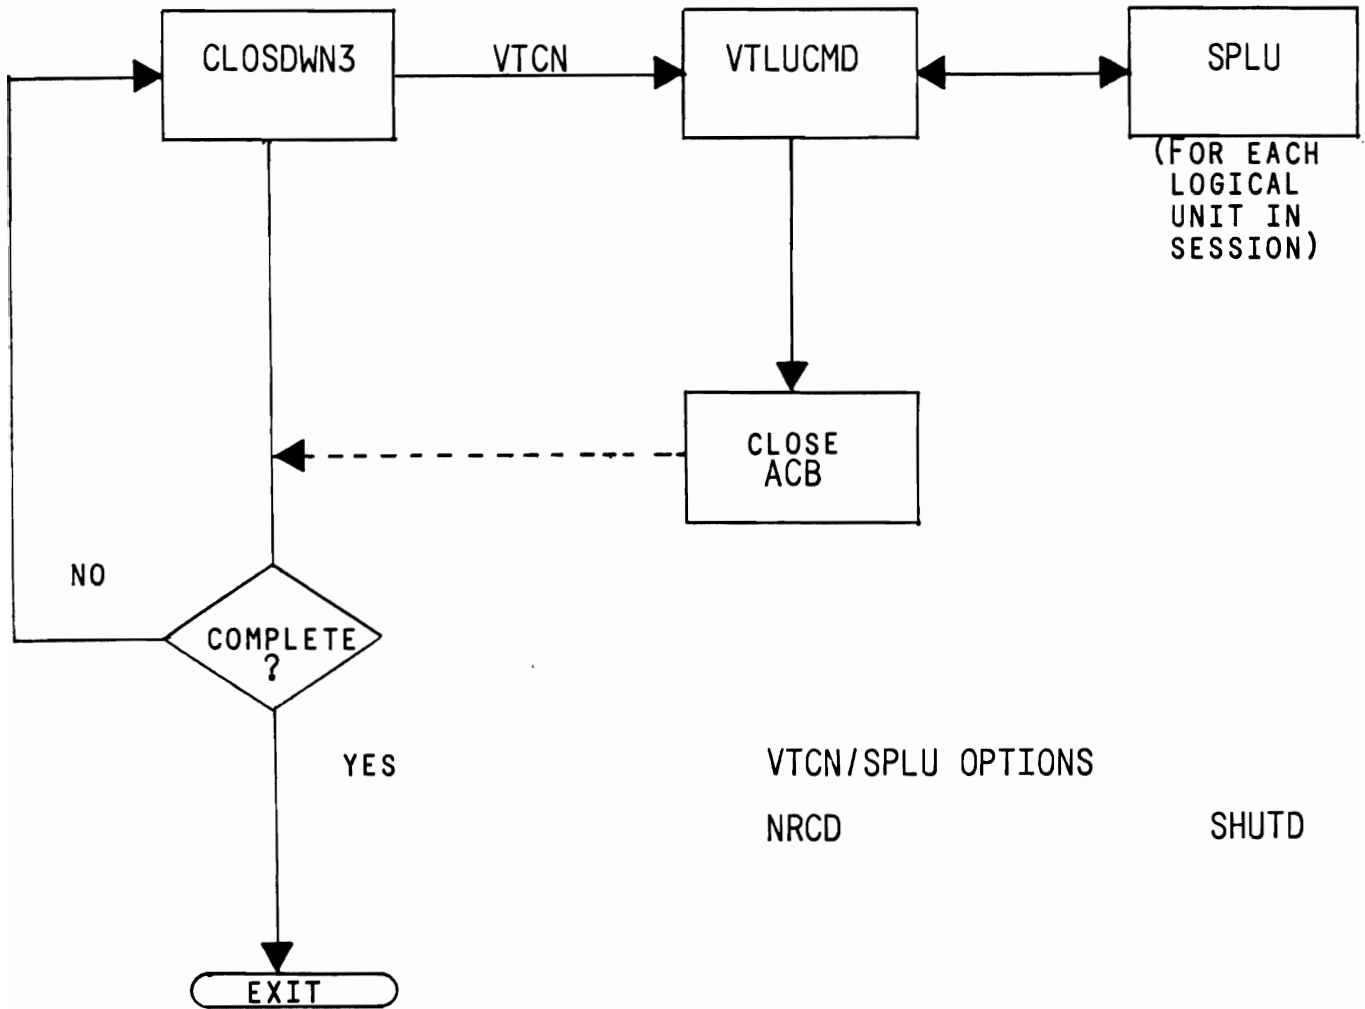 CLOSDWN3
VTCN
VTLUCMD
SPLU
(FOR EACH
LOGICAL
UNIT IN
SESSION)
CLOSE
ACB
NO
COMPLETE
?
YES
VTCN/SPLU OPTIONS
NRCD
SHUTD
EXIT